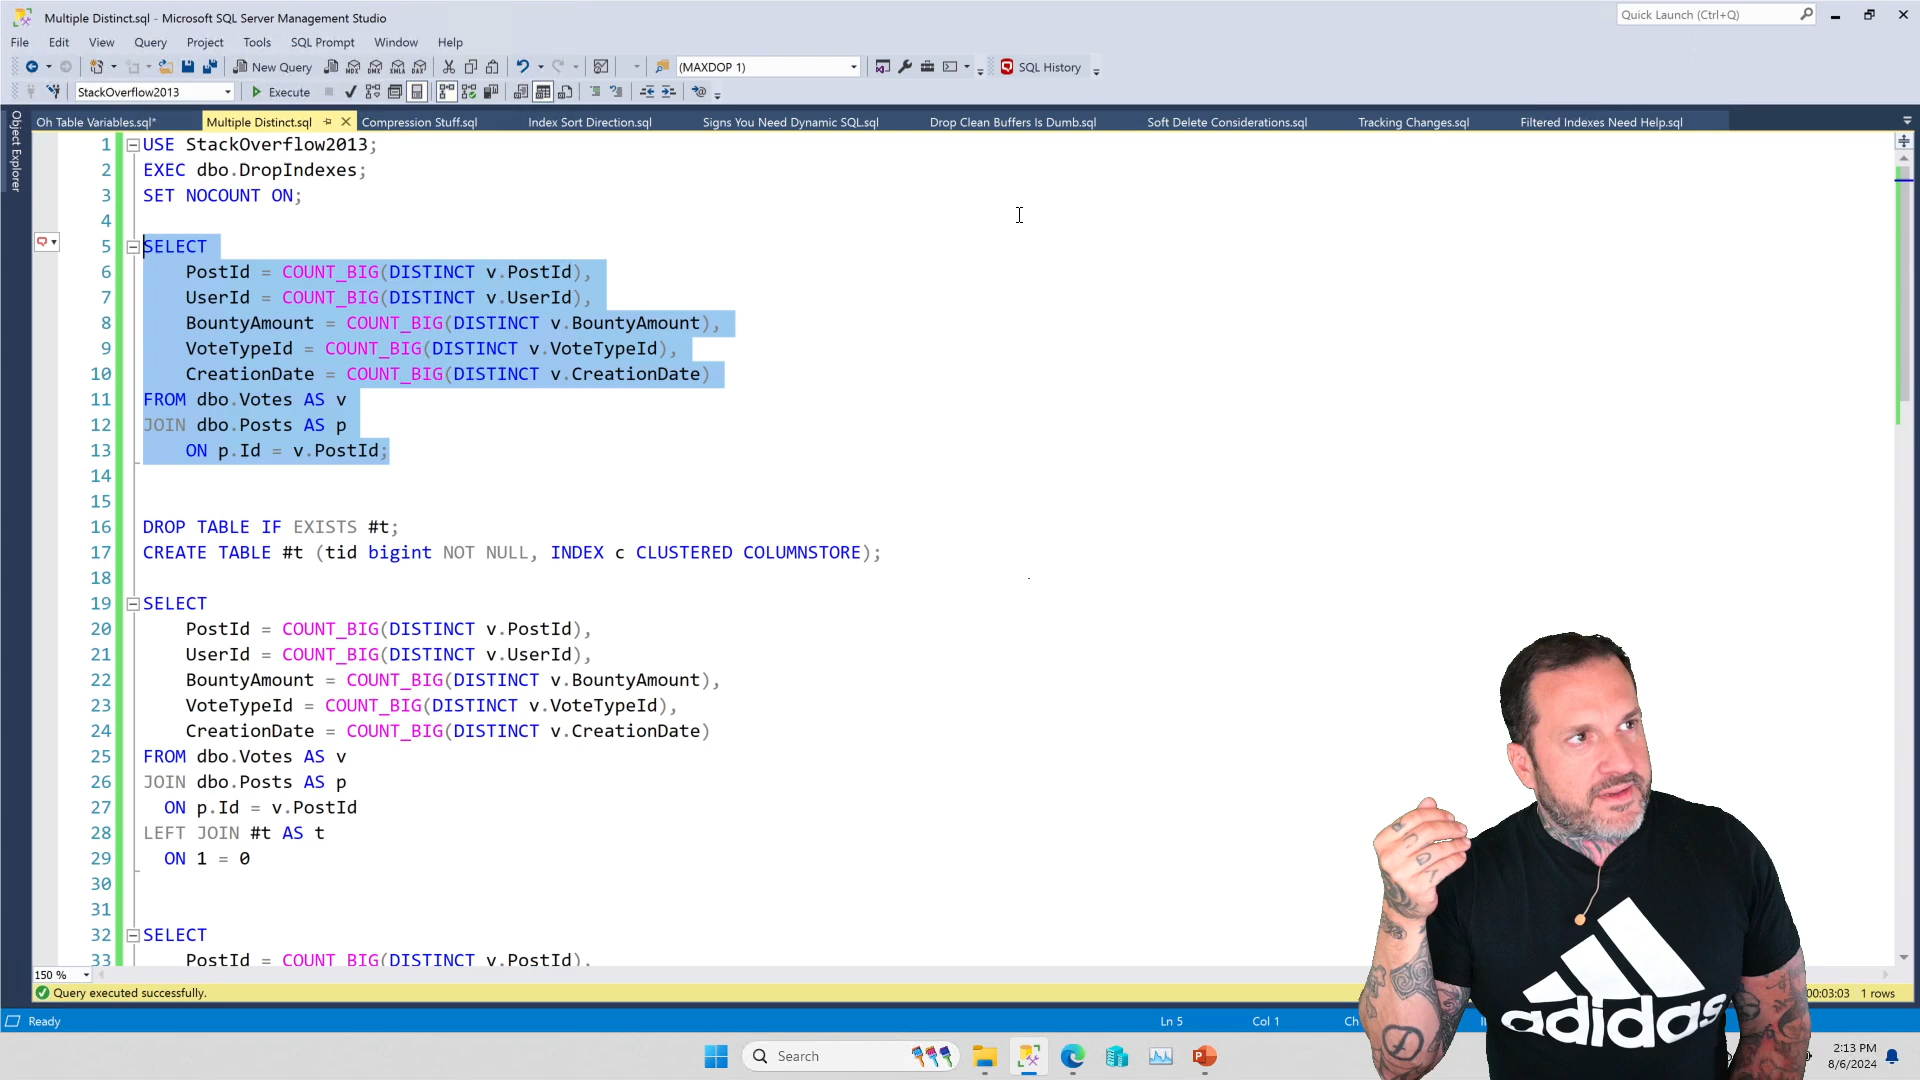 Multiple Distinct.sql - Microsoft SQL Server Management Studio
Quick Launch (Ctrl+Q)
File Edit View Query Project Tools SQL Prompt Window Help
New Query (MAXDOP 1) SQL History
StackOverflow2013 Execute
Object Explorer
Oh Table Variables.sql* Multiple Distinct.sql Compression Stuff.sql Index Sort Direction.sql Signs You Need Dynamic SQL.sql Drop Clean Buffers Is Dumb.sql Soft Delete Considerations.sql Tracking Changes.sql Filtered Indexes Need Help.sql
1 USE StackOverflow2013;
2 EXEC dbo.DropIndexes;
3 SET NOCOUNT ON;
4
5 SELECT
6 PostId = COUNT_BIG(DISTINCT v.PostId),
7 UserId = COUNT_BIG(DISTINCT v.UserId),
8 BountyAmount = COUNT_BIG(DISTINCT v.BountyAmount),
9 VoteTypeId = COUNT_BIG(DISTINCT v.VoteTypeId),
10 CreationDate = COUNT_BIG(DISTINCT v.CreationDate)
11 FROM dbo.Votes AS v
12 JOIN dbo.Posts AS p
13 ON p.Id = v.PostId;
14
15
16 DROP TABLE IF EXISTS #t;
17 CREATE TABLE #t (tid bigint NOT NULL, INDEX c CLUSTERED COLUMNSTORE);
18
19 SELECT
20 PostId = COUNT_BIG(DISTINCT v.PostId),
21 UserId = COUNT_BIG(DISTINCT v.UserId),
22 BountyAmount = COUNT_BIG(DISTINCT v.BountyAmount),
23 VoteTypeId = COUNT_BIG(DISTINCT v.VoteTypeId),
24 CreationDate = COUNT_BIG(DISTINCT v.CreationDate)
25 FROM dbo.Votes AS v
26 JOIN dbo.Posts AS p
27 ON p.Id = v.PostId
28 LEFT JOIN #t AS t
29 ON 1 = 0
30
31
32 SELECT
33 PostId = COUNT_BIG(DISTINCT v.PostId),
150 %
Query executed successfully. 00:03:03 1 rows
Ready Ln 5 Col 1 Ch
adidas
Search
2:13 PM
8/6/2024